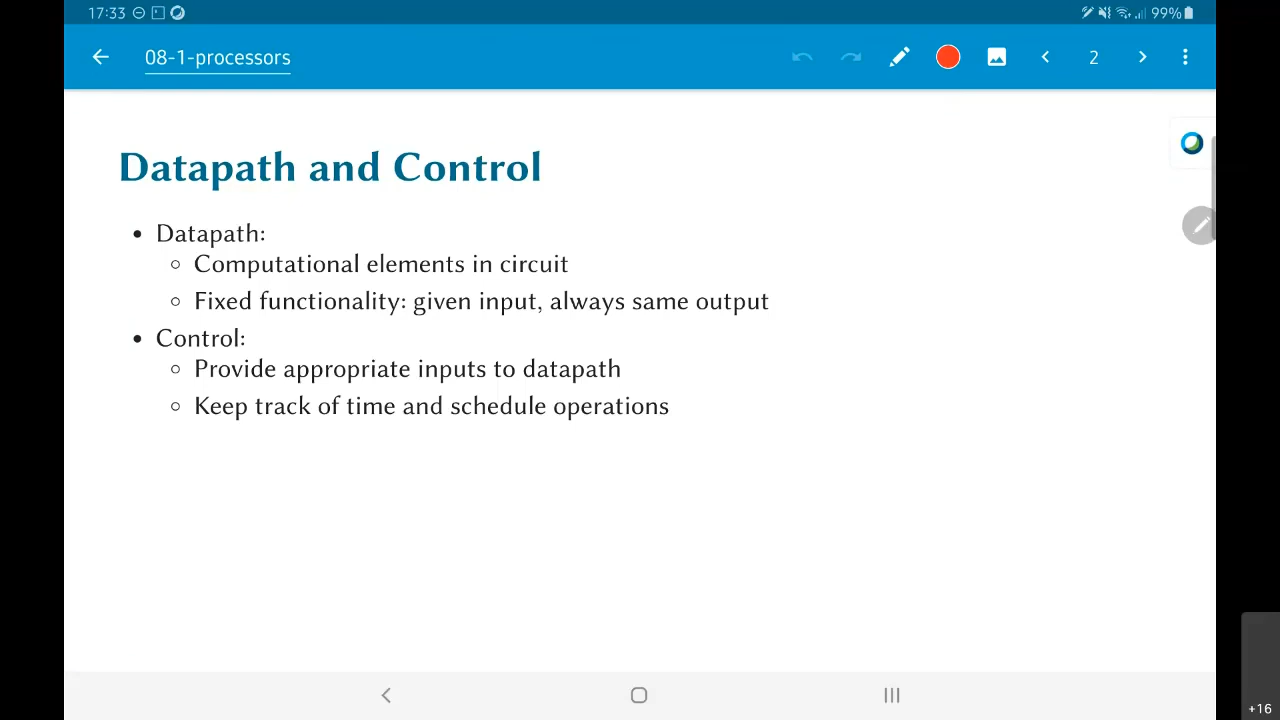 17:33
99%
08-1-processors
2
Datapath and Control
• Datapath:
◦ Computational elements in circuit
◦ Fixed functionality: given input, always same output
• Control:
◦ Provide appropriate inputs to datapath
◦ Keep track of time and schedule operations
+16